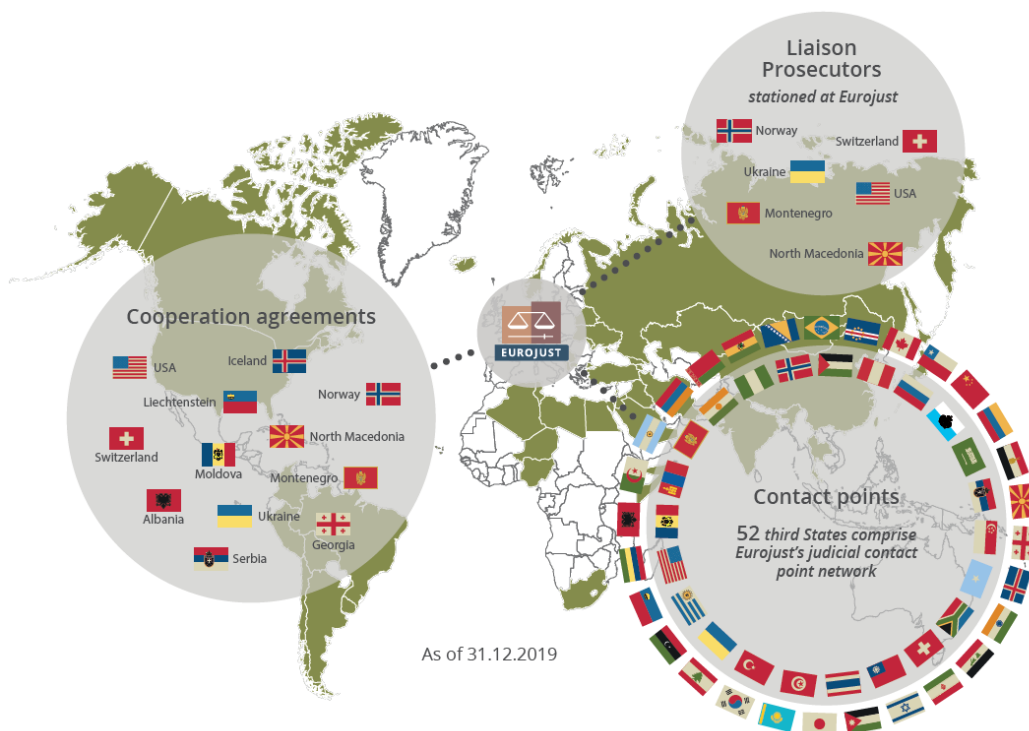 Liaison
Prosecutors
stationed at Eurojust
Norway
Switzerland
Ukraine
USA
Montenegro
North Macedonia
Cooperation agreements
USA
Iceland
Norway
Liechtenstein
North Macedonia
Switzerland
Moldova
Montenegro
Albania
Ukraine
Georgia
Serbia
EUROJUST
Contact points
52 third States comprise
Eurojust's judicial contact
point network
As of 31.12.2019